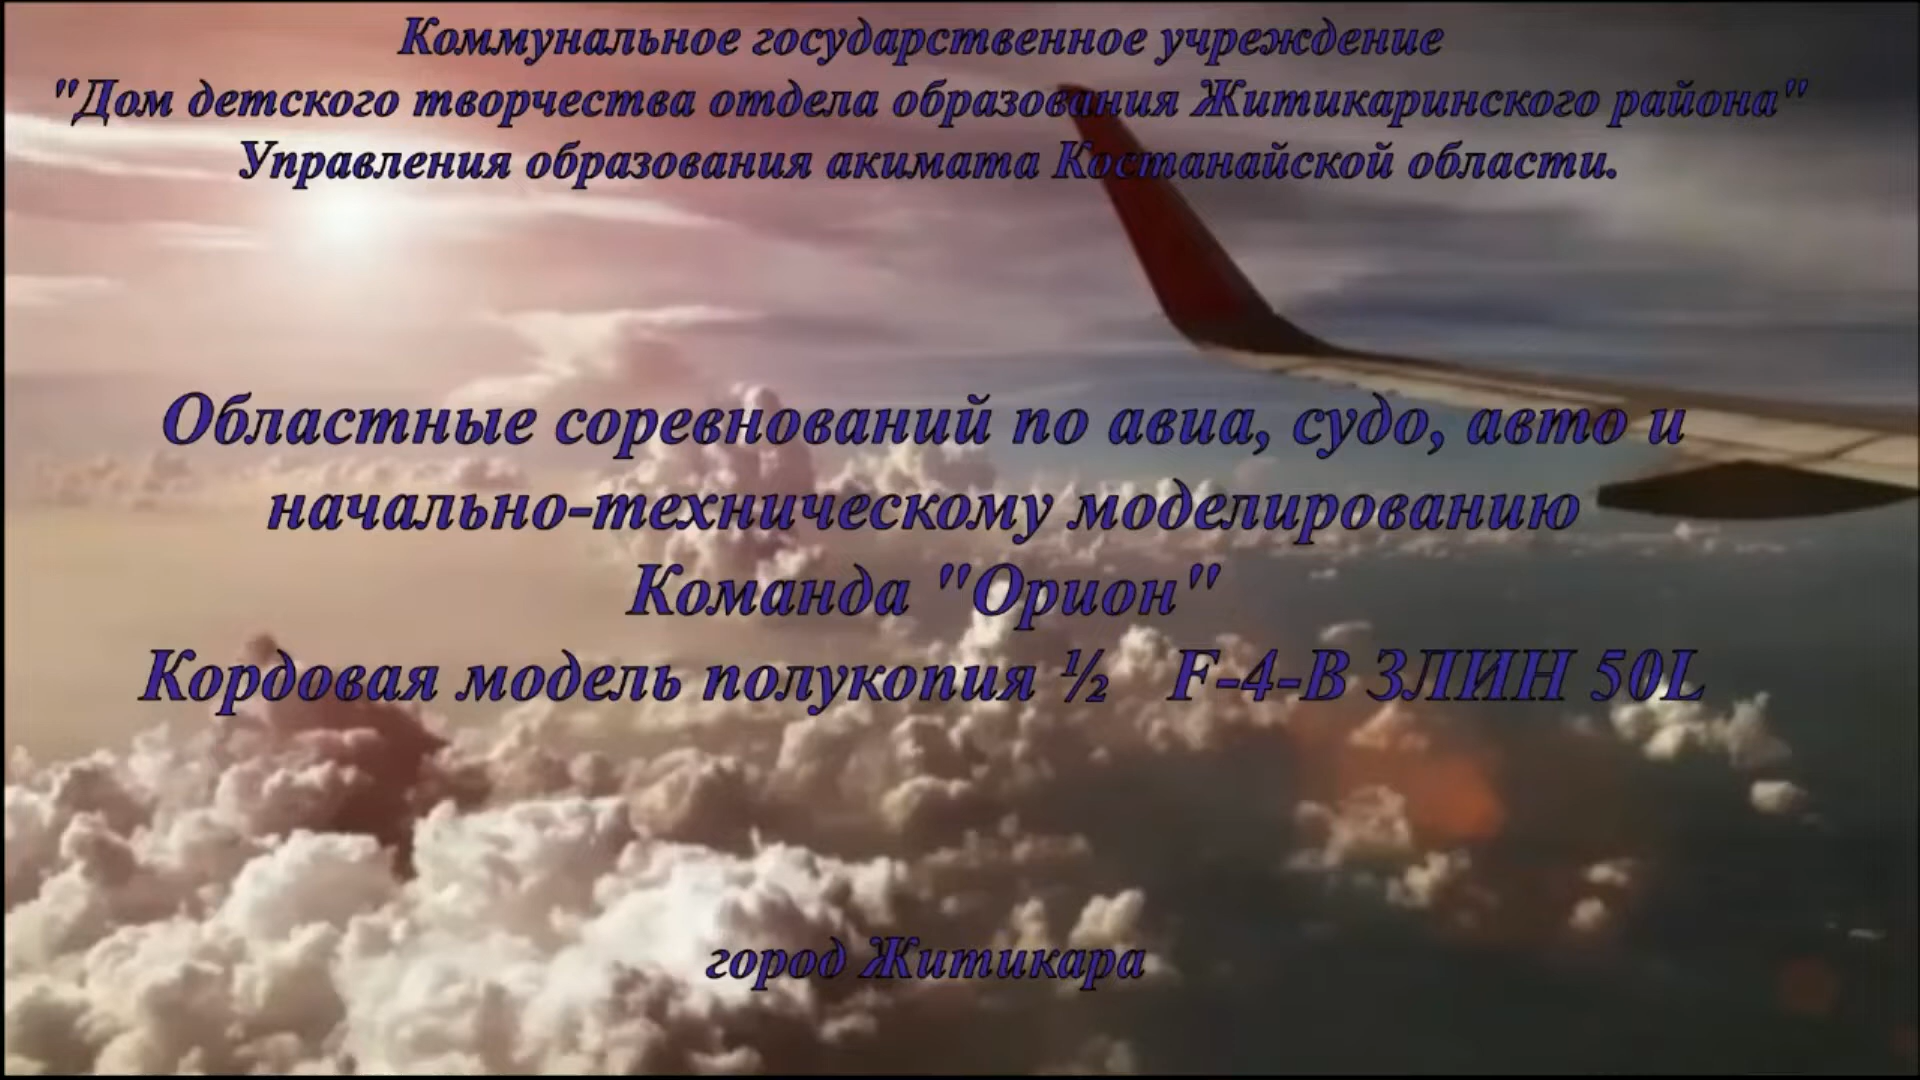 Коммунальное государственное учреждение
"Дом детского творчества отдела образования Житикаринского района"
Управления образования акимата Костанайской области.
Областные соревнований по авиа, судо, авто и
начально-техническому моделированию
Команда "Орион"
Кордовая модель полукопия ½ F-4-B ЗЛИН 50L
город Житикара